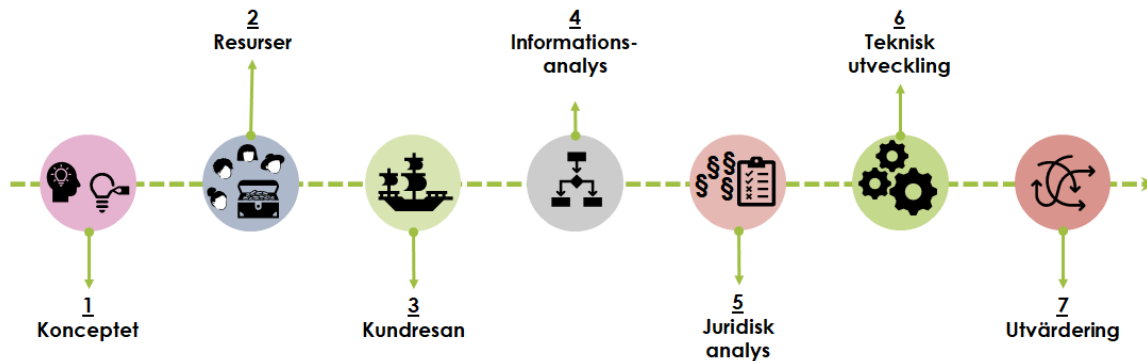 1
Konceptet
2
Resurser
3
Kundresan
4
Informations-
analys
§§§§§
5
Juridisk
analys
6
Teknisk
utveckling
7
Utvärdering